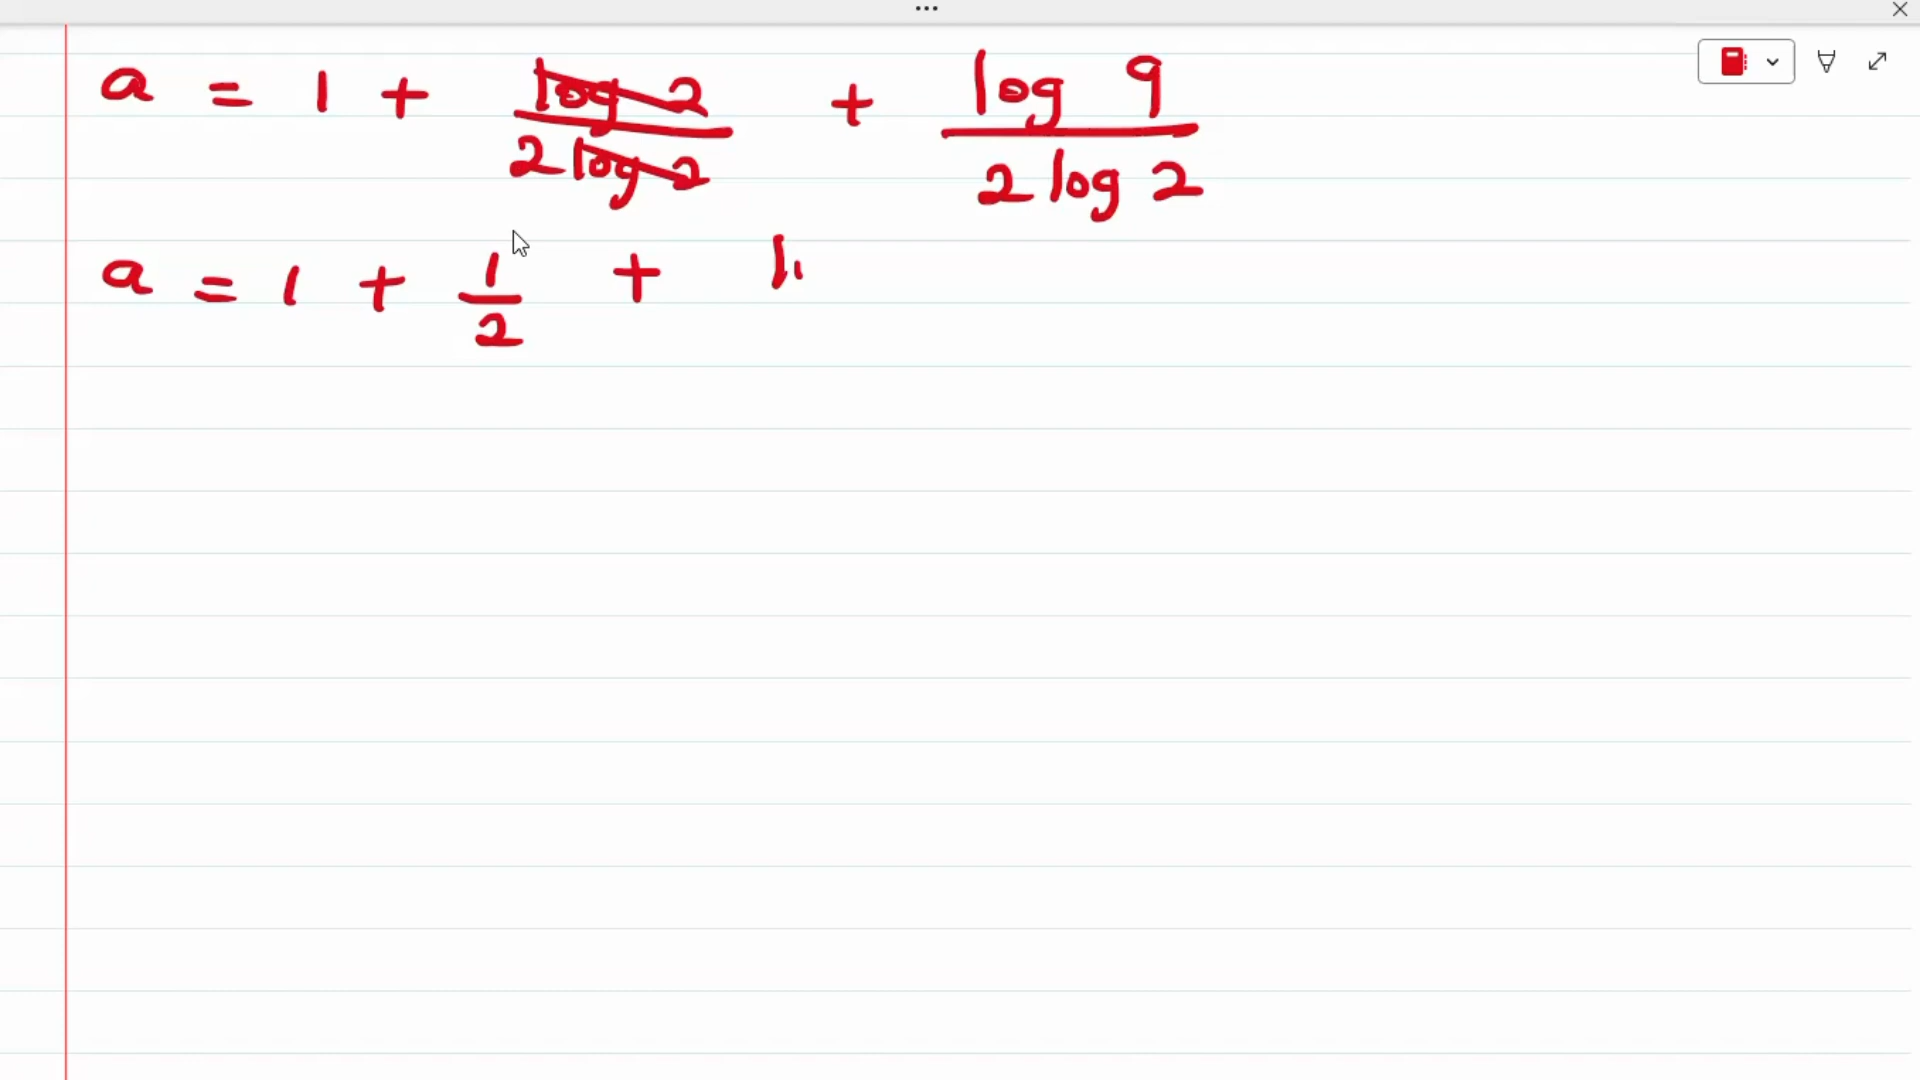 a = 1 + log 2 / 2 log 2 + log 9 / 2 log 2
a = 1 + 1/2 +